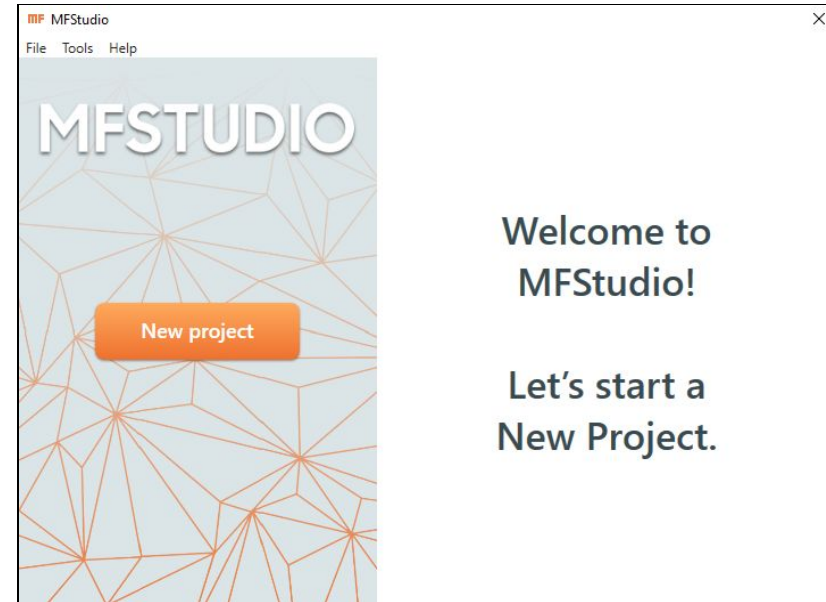 MF MFStudio
File Tools Help
MFSTUDIO
New project
Welcome to
MFStudio!
Let’s start a
New Project.